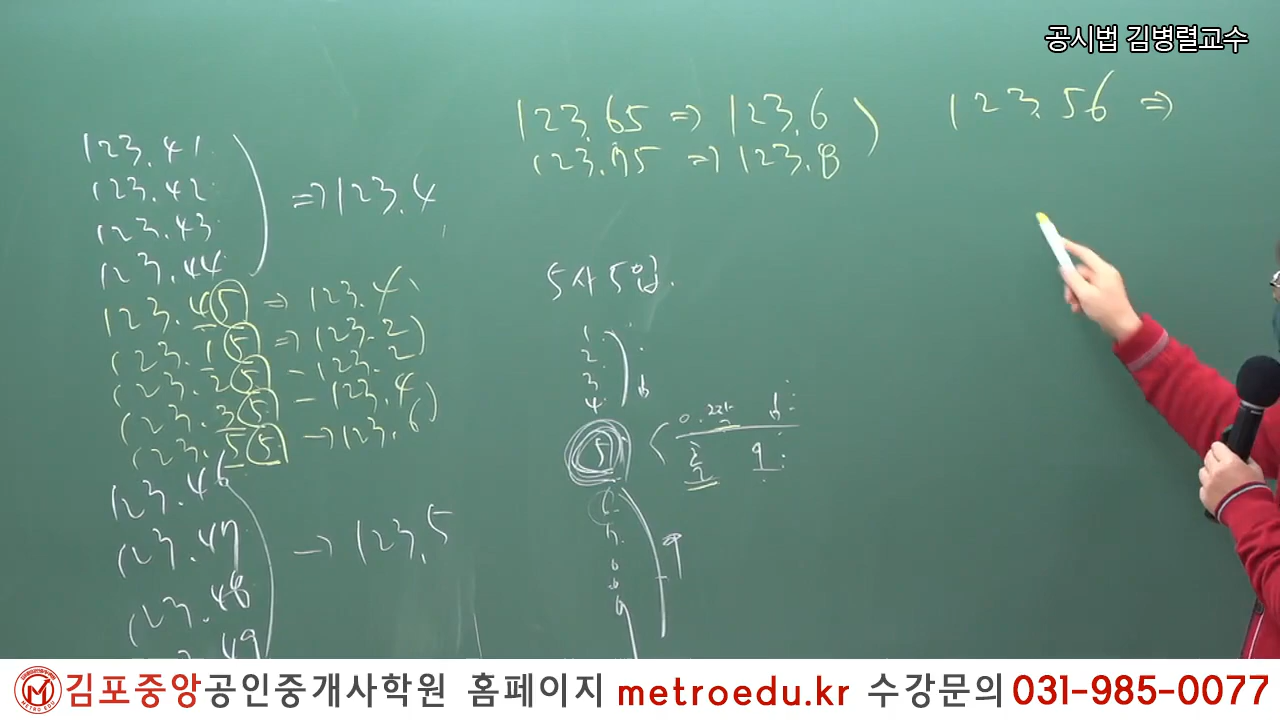 공시법 김병렬교수
123.65 ⇒ 123.6
123.75 ⇒ 123.8
123.56 ⇒
123.41
123.42
123.43
123.44
⇒ 123.4
123.45 ⇒ 123.4
123.15 ⇒ 123.2
123.25 - 123.2
123.35 - 123.4
123.55 → 123.6
123.46
123.47
123.48
123.49
→ 123.5
5사5입.
1
2
3
4
5
9
김포중앙공인중개사학원 홈페이지 metroedu.kr 수강문의 031-985-0077
METRO EDU